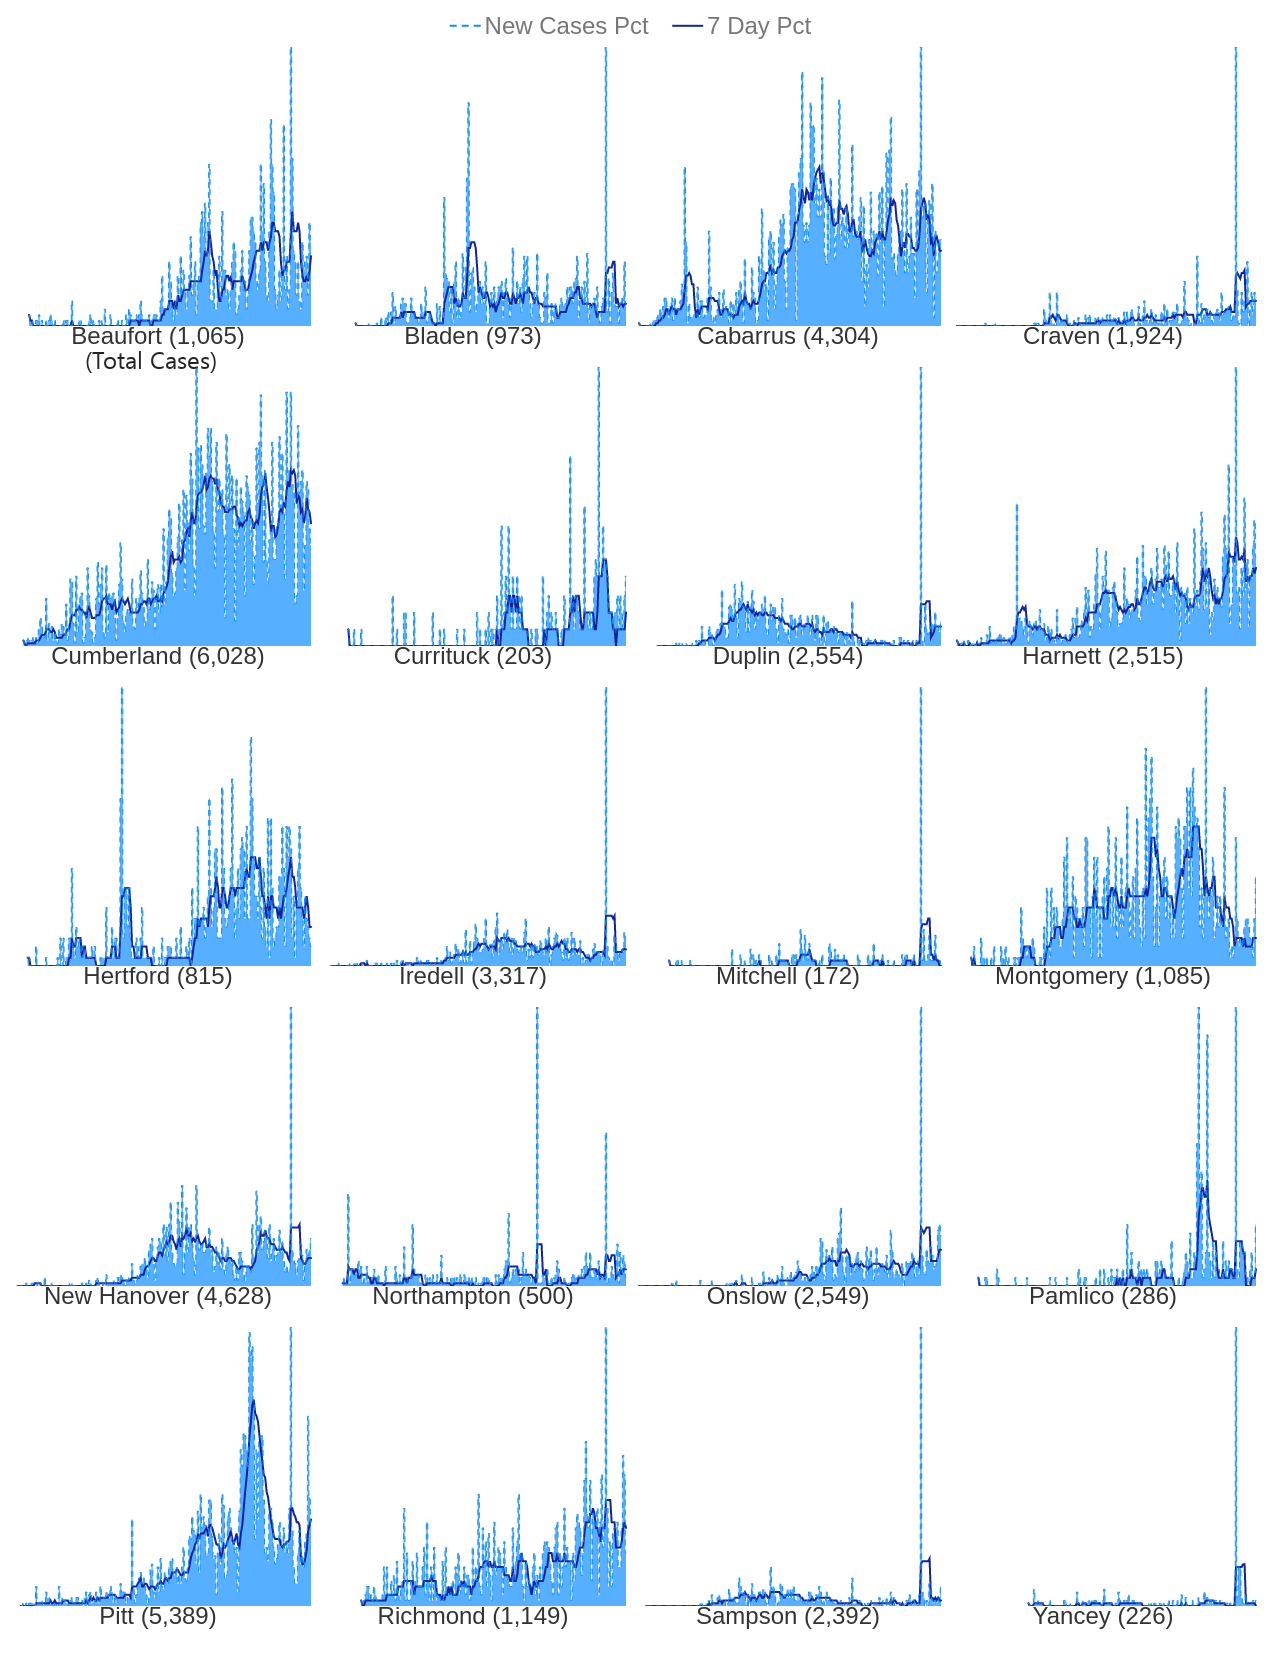 New Cases Pct 7 Day Pct
Beaufort (1,065) Bladen (973) Cabarrus (4,304) Craven (1,924)
(Total Cases)
Cumberland (6,028) Currituck (203) Duplin (2,554) Harnett (2,515)
Hertford (815) Iredell (3,317) Mitchell (172) Montgomery (1,085)
New Hanover (4,628) Northampton (500) Onslow (2,549) Pamlico (286)
Pitt (5,389) Richmond (1,149) Sampson (2,392) Yancey (226)